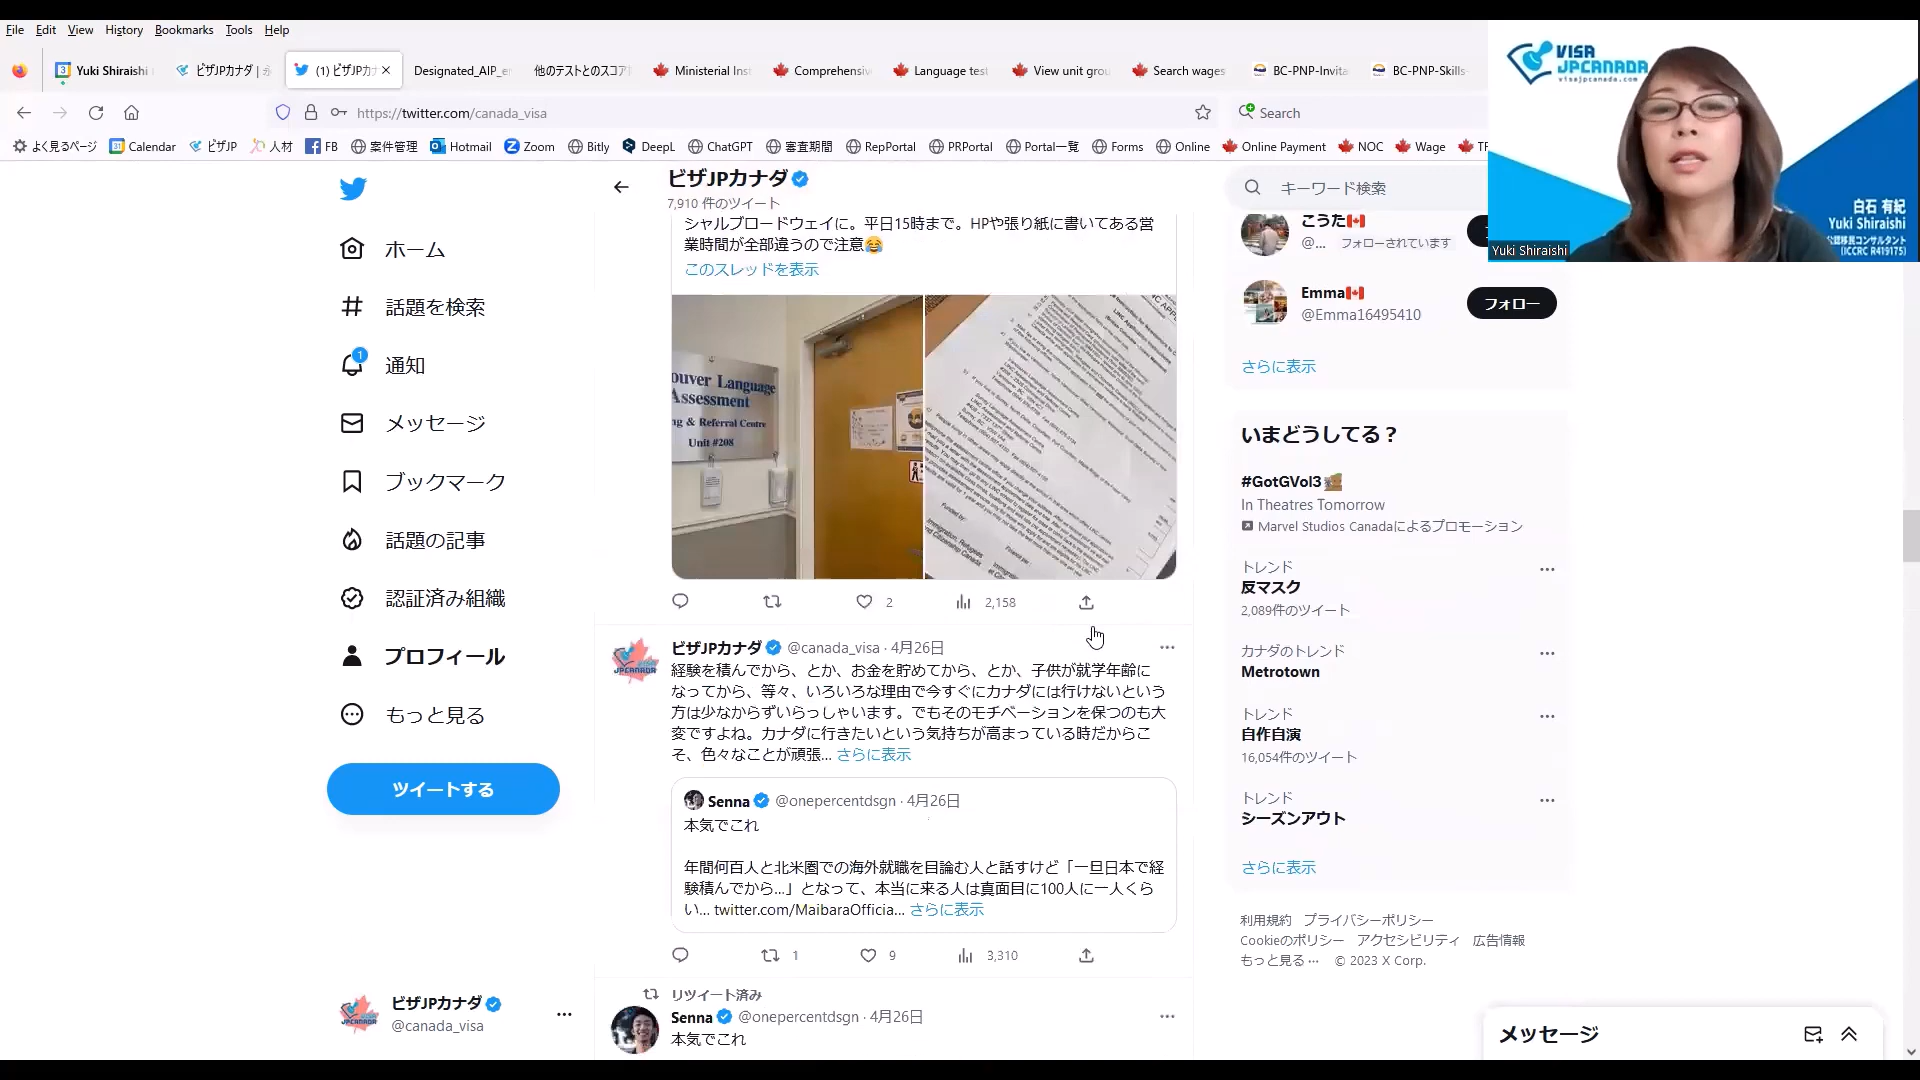 File Edit View History Bookmarks Tools Help
Yuki Shiraishi
ビザJPカナダ |
(1) ビザJPカナ
Designated_AIP_e
他のテストとのスコア
Ministerial Inst
Comprehensiv
Language test
View unit grou
Search wages
BC-PNP-Invita
BC-PNP-Skills-
https://twitter.com/canada_visa
Search
よく見るページ Calendar ビザJP 人材 FB 案件管理 Hotmail Zoom Bitly DeepL ChatGPT 審査期間 RepPortal PRPortal Portal一覧 Forms Online Online Payment NOC Wage
VISA
JPCANADA
visajpcanada.com
白石 有紀
Yuki Shiraishi
公認移民コンサルタント
(ICCRC R419175)
Yuki Shiraishi
ホーム
話題を検索
1
通知
メッセージ
ブックマーク
話題の記事
認証済み組織
プロフィール
もっと見る
ツイートする
ビザJPカナダ
@canada_visa
ビザJPカナダ
7,910 件のツイート
シャルブロードウェイに。平日15時まで。HPや張り紙に書いてある営
業時間が全部違うので注意😂
このスレッドを表示
ouver Language
Assessment
ng & Referral Centre
Unit #208
2 2,158
ビザJPカナダ @canada_visa · 4月26日
経験を積んでから、とか、お金を貯めてから、とか、子供が就学年齢に
なってから、等々、いろいろな理由で今すぐにカナダには行けないという
方は少なからずいらっしゃいます。でもそのモチベーションを保つのも大
変ですよね。カナダに行きたいという気持ちが高まっている時だからこ
そ、色々なことが頑張... さらに表示
Senna @onepercentdsgn · 4月26日
本気でこれ
年間何百人と北米圏での海外就職を目論む人と話すけど「一旦日本で経
験積んでから...」となって、本当に来る人は真面目に100人に一人くら
い... twitter.com/MaibaraOfficia... さらに表示
1 9 3,310
リツイート済み
Senna @onepercentdsgn · 4月26日
本気でこれ
キーワード検索
こうた🇨🇦
@... フォローされています
Emma🇨🇦
@Emma16495410
フォロー
さらに表示
いまどうしてる？
#GotGVol3
In Theatres Tomorrow
Marvel Studios Canadaによるプロモーション
トレンド
反マスク
2,089件のツイート
カナダのトレンド
Metrotown
トレンド
自作自演
16,054件のツイート
トレンド
シーズンアウト
さらに表示
利用規約 プライバシーポリシー
Cookieのポリシー アクセシビリティ 広告情報
もっと見る ··· © 2023 X Corp.
メッセージ